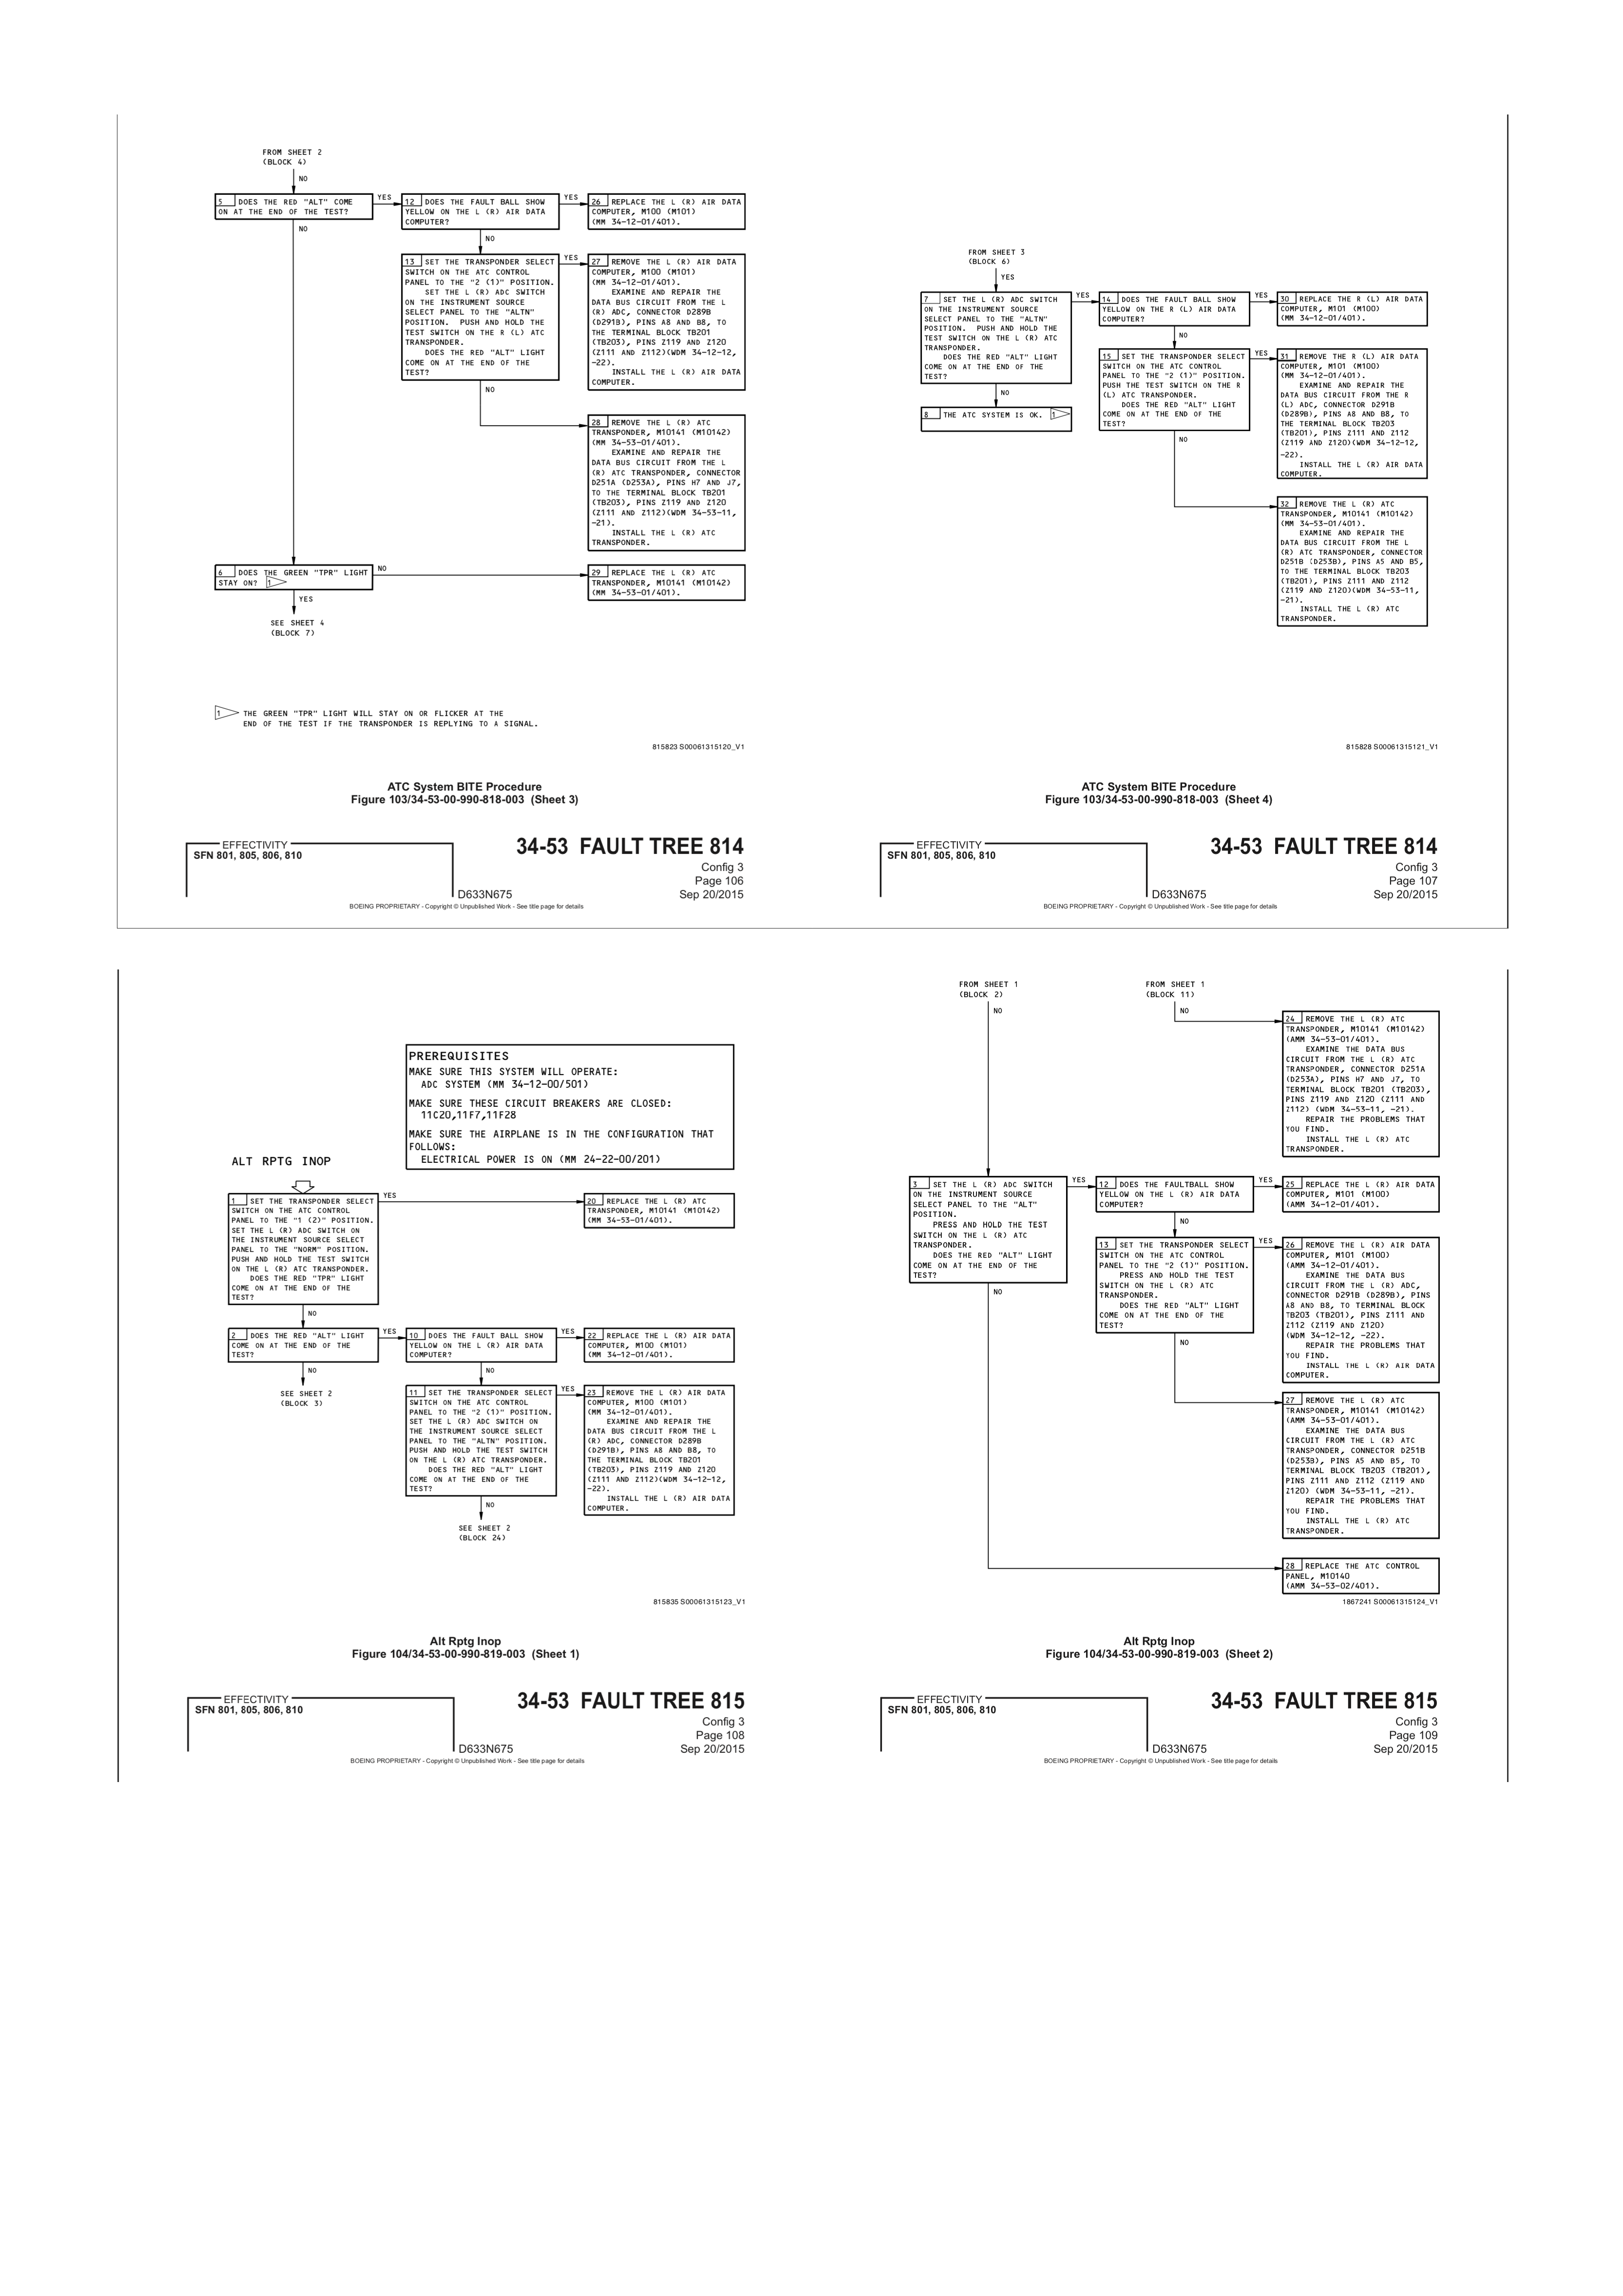 FROM SHEET 2
(BLOCK 4)
NO
5 DOES THE RED "ALT" COME
ON AT THE END OF THE TEST?
YES
NO
12 DOES THE FAULT BALL SHOW
YELLOW ON THE L (R) AIR DATA
COMPUTER?
YES
NO
26 REPLACE THE L (R) AIR DATA
COMPUTER, M100 (M101)
(MM 34-12-01/401).
13 SET THE TRANSPONDER SELECT
SWITCH ON THE ATC CONTROL
PANEL TO THE "2 (1)" POSITION.
SET THE L (R) ADC SWITCH
ON THE INSTRUMENT SOURCE
SELECT PANEL TO THE "ALTN"
POSITION. PUSH AND HOLD THE
TEST SWITCH ON THE R (L) ATC
TRANSPONDER.
DOES THE RED "ALT" LIGHT
COME ON AT THE END OF THE
TEST?
YES
NO
27 REMOVE THE L (R) AIR DATA
COMPUTER, M100 (M101)
(MM 34-12-01/401).
EXAMINE AND REPAIR THE
DATA BUS CIRCUIT FROM THE L
(R) ADC, CONNECTOR D289B
(D291B), PINS A8 AND B8, TO
THE TERMINAL BLOCK TB201
(TB203), PINS Z119 AND Z120
(Z111 AND Z112)(WDM 34-12-12,
-22).
INSTALL THE L (R) AIR DATA
COMPUTER.
28 REMOVE THE L (R) ATC
TRANSPONDER, M10141 (M10142)
(MM 34-53-01/401).
EXAMINE AND REPAIR THE
DATA BUS CIRCUIT FROM THE L
(R) ATC TRANSPONDER, CONNECTOR
D251A (D253A), PINS H7 AND J7,
TO THE TERMINAL BLOCK TB201
(TB203), PINS Z119 AND Z120
(Z111 AND Z112)(WDM 34-53-11,
-21).
INSTALL THE L (R) ATC
TRANSPONDER.
6 DOES THE GREEN "TPR" LIGHT
STAY ON? 1
NO
YES
29 REPLACE THE L (R) ATC
TRANSPONDER, M10141 (M10142)
(MM 34-53-01/401).
SEE SHEET 4
(BLOCK 7)
1 THE GREEN "TPR" LIGHT WILL STAY ON OR FLICKER AT THE
END OF THE TEST IF THE TRANSPONDER IS REPLYING TO A SIGNAL.
815823 S00061315120_V1
ATC System BITE Procedure
Figure 103/34-53-00-990-818-003 (Sheet 3)
EFFECTIVITY
SFN 801, 805, 806, 810
34-53 FAULT TREE 814
Config 3
Page 106
D633N675
Sep 20/2015
BOEING PROPRIETARY - Copyright © Unpublished Work - See title page for details
FROM SHEET 3
(BLOCK 6)
YES
7 SET THE L (R) ADC SWITCH
ON THE INSTRUMENT SOURCE
SELECT PANEL TO THE "ALTN"
POSITION. PUSH AND HOLD THE
TEST SWITCH ON THE L (R) ATC
TRANSPONDER.
DOES THE RED "ALT" LIGHT
COME ON AT THE END OF THE
TEST?
YES
NO
8 THE ATC SYSTEM IS OK. 1
14 DOES THE FAULT BALL SHOW
YELLOW ON THE R (L) AIR DATA
COMPUTER?
YES
NO
30 REPLACE THE R (L) AIR DATA
COMPUTER, M101 (M100)
(MM 34-12-01/401).
15 SET THE TRANSPONDER SELECT
SWITCH ON THE ATC CONTROL
PANEL TO THE "2 (1)" POSITION.
PUSH THE TEST SWITCH ON THE R
(L) ATC TRANSPONDER.
DOES THE RED "ALT" LIGHT
COME ON AT THE END OF THE
TEST?
YES
NO
31 REMOVE THE R (L) AIR DATA
COMPUTER, M101 (M100)
(MM 34-12-01/401).
EXAMINE AND REPAIR THE
DATA BUS CIRCUIT FROM THE R
(L) ADC, CONNECTOR D291B
(D289B), PINS A8 AND B8, TO
THE TERMINAL BLOCK TB203
(TB201), PINS Z111 AND Z112
(Z119 AND Z120)(WDM 34-12-12,
-22).
INSTALL THE L (R) AIR DATA
COMPUTER.
32 REMOVE THE L (R) ATC
TRANSPONDER, M10141 (M10142)
(MM 34-53-01/401).
EXAMINE AND REPAIR THE
DATA BUS CIRCUIT FROM THE L
(R) ATC TRANSPONDER, CONNECTOR
D251B (D253B), PINS A5 AND B5,
TO THE TERMINAL BLOCK TB203
(TB201), PINS Z111 AND Z112
(Z119 AND Z120)(WDM 34-53-11,
-21).
INSTALL THE L (R) ATC
TRANSPONDER.
815828 S00061315121_V1
ATC System BITE Procedure
Figure 103/34-53-00-990-818-003 (Sheet 4)
EFFECTIVITY
SFN 801, 805, 806, 810
34-53 FAULT TREE 814
Config 3
Page 107
D633N675
Sep 20/2015
BOEING PROPRIETARY - Copyright © Unpublished Work - See title page for details
PREREQUISITES
MAKE SURE THIS SYSTEM WILL OPERATE:
ADC SYSTEM (MM 34-12-00/501)
MAKE SURE THESE CIRCUIT BREAKERS ARE CLOSED:
11C20,11F7,11F28
MAKE SURE THE AIRPLANE IS IN THE CONFIGURATION THAT
FOLLOWS:
ELECTRICAL POWER IS ON (MM 24-22-00/201)
ALT RPTG INOP
1 SET THE TRANSPONDER SELECT
SWITCH ON THE ATC CONTROL
PANEL TO THE "1 (2)" POSITION.
SET THE L (R) ADC SWITCH ON
THE INSTRUMENT SOURCE SELECT
PANEL TO THE "NORM" POSITION.
PUSH AND HOLD THE TEST SWITCH
ON THE L (R) ATC TRANSPONDER.
DOES THE RED "TPR" LIGHT
COME ON AT THE END OF THE
TEST?
YES
NO
20 REPLACE THE L (R) ATC
TRANSPONDER, M10141 (M10142)
(MM 34-53-01/401).
2 DOES THE RED "ALT" LIGHT
COME ON AT THE END OF THE
TEST?
YES
NO
SEE SHEET 2
(BLOCK 3)
10 DOES THE FAULT BALL SHOW
YELLOW ON THE L (R) AIR DATA
COMPUTER?
YES
NO
22 REPLACE THE L (R) AIR DATA
COMPUTER, M100 (M101)
(MM 34-12-01/401).
11 SET THE TRANSPONDER SELECT
SWITCH ON THE ATC CONTROL
PANEL TO THE "2 (1)" POSITION.
SET THE L (R) ADC SWITCH ON
THE INSTRUMENT SOURCE SELECT
PANEL TO THE "ALTN" POSITION.
PUSH AND HOLD THE TEST SWITCH
ON THE L (R) ATC TRANSPONDER.
DOES THE RED "ALT" LIGHT
COME ON AT THE END OF THE
TEST?
YES
NO
SEE SHEET 2
(BLOCK 24)
23 REMOVE THE L (R) AIR DATA
COMPUTER, M100 (M101)
(MM 34-12-01/401).
EXAMINE AND REPAIR THE
DATA BUS CIRCUIT FROM THE L
(R) ADC, CONNECTOR D289B
(D291B), PINS A8 AND B8, TO
THE TERMINAL BLOCK TB201
(TB203), PINS Z119 AND Z120
(Z111 AND Z112)(WDM 34-12-12,
-22).
INSTALL THE L (R) AIR DATA
COMPUTER.
815835 S00061315123_V1
Alt Rptg Inop
Figure 104/34-53-00-990-819-003 (Sheet 1)
EFFECTIVITY
SFN 801, 805, 806, 810
34-53 FAULT TREE 815
Config 3
Page 108
D633N675
Sep 20/2015
BOEING PROPRIETARY - Copyright © Unpublished Work - See title page for details
FROM SHEET 1
(BLOCK 2)
NO
FROM SHEET 1
(BLOCK 11)
NO
24 REMOVE THE L (R) ATC
TRANSPONDER, M10141 (M10142)
(AMM 34-53-01/401).
EXAMINE THE DATA BUS
CIRCUIT FROM THE L (R) ATC
TRANSPONDER, CONNECTOR D251A
(D253A), PINS H7 AND J7, TO
TERMINAL BLOCK TB201 (TB203),
PINS Z119 AND Z120 (Z111 AND
Z112) (WDM 34-53-11, -21).
REPAIR THE PROBLEMS THAT
YOU FIND.
INSTALL THE L (R) ATC
TRANSPONDER.
3 SET THE L (R) ADC SWITCH
ON THE INSTRUMENT SOURCE
SELECT PANEL TO THE "ALT"
POSITION.
PRESS AND HOLD THE TEST
SWITCH ON THE L (R) ATC
TRANSPONDER.
DOES THE RED "ALT" LIGHT
COME ON AT THE END OF THE
TEST?
YES
NO
12 DOES THE FAULTBALL SHOW
YELLOW ON THE L (R) AIR DATA
COMPUTER?
YES
NO
25 REPLACE THE L (R) AIR DATA
COMPUTER, M101 (M100)
(AMM 34-12-01/401).
13 SET THE TRANSPONDER SELECT
SWITCH ON THE ATC CONTROL
PANEL TO THE "2 (1)" POSITION.
PRESS AND HOLD THE TEST
SWITCH ON THE L (R) ATC
TRANSPONDER.
DOES THE RED "ALT" LIGHT
COME ON AT THE END OF THE
TEST?
YES
NO
26 REMOVE THE L (R) AIR DATA
COMPUTER, M101 (M100)
(AMM 34-12-01/401).
EXAMINE THE DATA BUS
CIRCUIT FROM THE L (R) ADC,
CONNECTOR D291B (D289B), PINS
A8 AND B8, TO TERMINAL BLOCK
TB203 (TB201), PINS Z111 AND
Z112 (Z119 AND Z120)
(WDM 34-12-12, -22).
REPAIR THE PROBLEMS THAT
YOU FIND.
INSTALL THE L (R) AIR DATA
COMPUTER.
27 REMOVE THE L (R) ATC
TRANSPONDER, M10141 (M10142)
(AMM 34-53-01/401).
EXAMINE THE DATA BUS
CIRCUIT FROM THE L (R) ATC
TRANSPONDER, CONNECTOR D251B
(D253B), PINS A5 AND B5, TO
TERMINAL BLOCK TB203 (TB201),
PINS Z111 AND Z112 (Z119 AND
Z120) (WDM 34-53-11, -21).
REPAIR THE PROBLEMS THAT
YOU FIND.
INSTALL THE L (R) ATC
TRANSPONDER.
28 REPLACE THE ATC CONTROL
PANEL, M10140
(AMM 34-53-02/401).
1867241 S00061315124_V1
Alt Rptg Inop
Figure 104/34-53-00-990-819-003 (Sheet 2)
EFFECTIVITY
SFN 801, 805, 806, 810
34-53 FAULT TREE 815
Config 3
Page 109
D633N675
Sep 20/2015
BOEING PROPRIETARY - Copyright © Unpublished Work - See title page for details